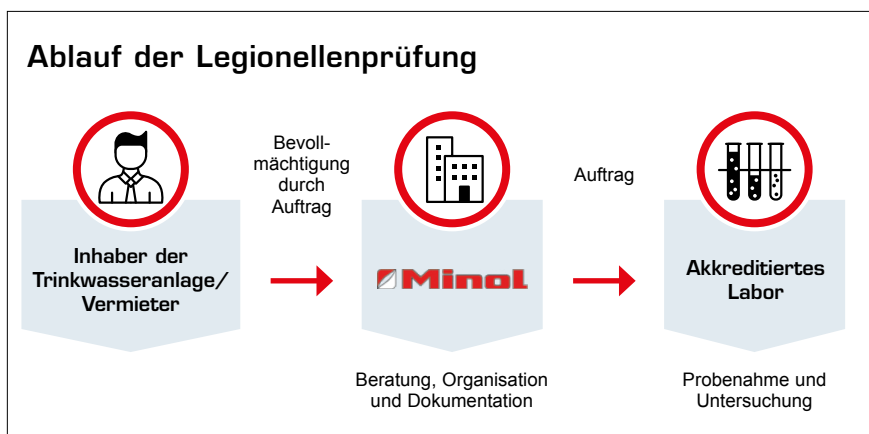 Ablauf der Legionellenprüfung
Bevoll-
mächtigung
durch
Auftrag
Auftrag
Inhaber der
Trinkwasseranlage/
Vermieter
Minol
Akkreditiertes
Labor
Beratung, Organisation
und Dokumentation
Probenahme und
Untersuchung